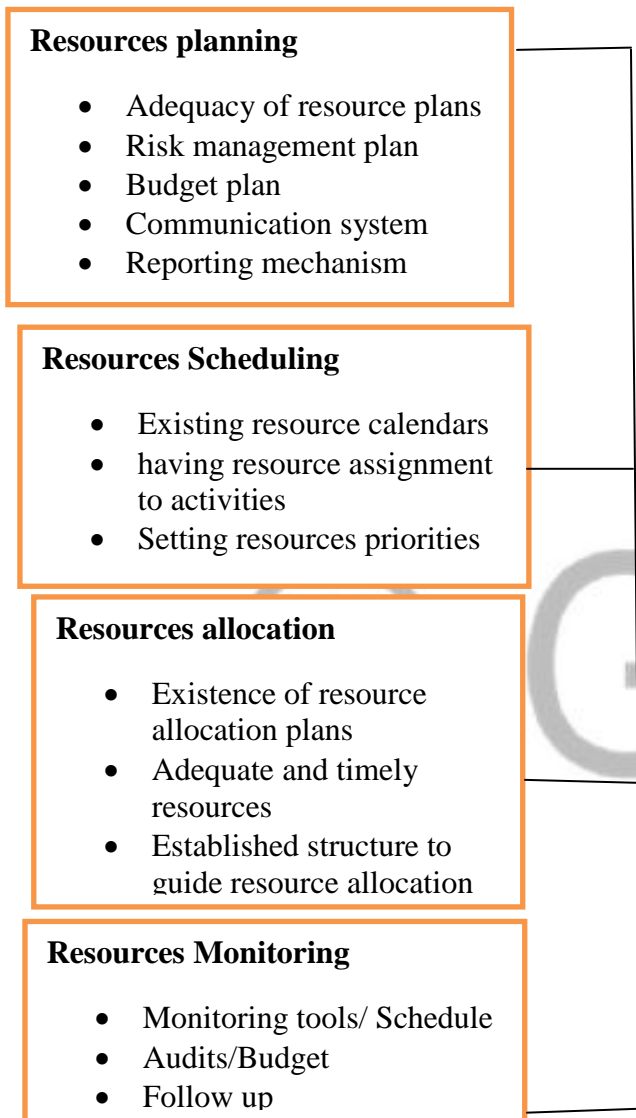 Resources planning
• Adequacy of resource plans
• Risk management plan
• Budget plan
• Communication system
• Reporting mechanism
Resources Scheduling
• Existing resource calendars
• having resource assignment
to activities
• Setting resources priorities
Resources allocation
• Existence of resource
allocation plans
• Adequate and timely
resources
• Established structure to
guide resource allocation
Resources Monitoring
• Monitoring tools/ Schedule
• Audits/Budget
• Follow up